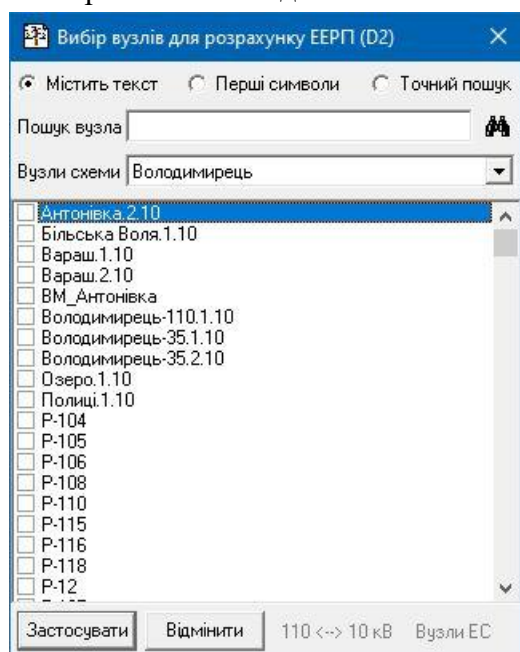 Вибір вузлів для розрахунку ЕЕРП (D2)
Містить текст Перші символи Точний пошук
Пошук вузла
Вузли схеми Володимирець
Антонівка.2.10
Більська Воля.1.10
Вараш.1.10
Вараш.2.10
ВМ_Антонівка
Володимирець-110.1.10
Володимирець-35.1.10
Володимирець-35.2.10
Озеро.1.10
Полиці.1.10
Р-104
Р-105
Р-106
Р-108
Р-110
Р-115
Р-116
Р-118
Р-12
Застосувати Відмінити 110 <--> 10 кВ Вузли ЕС